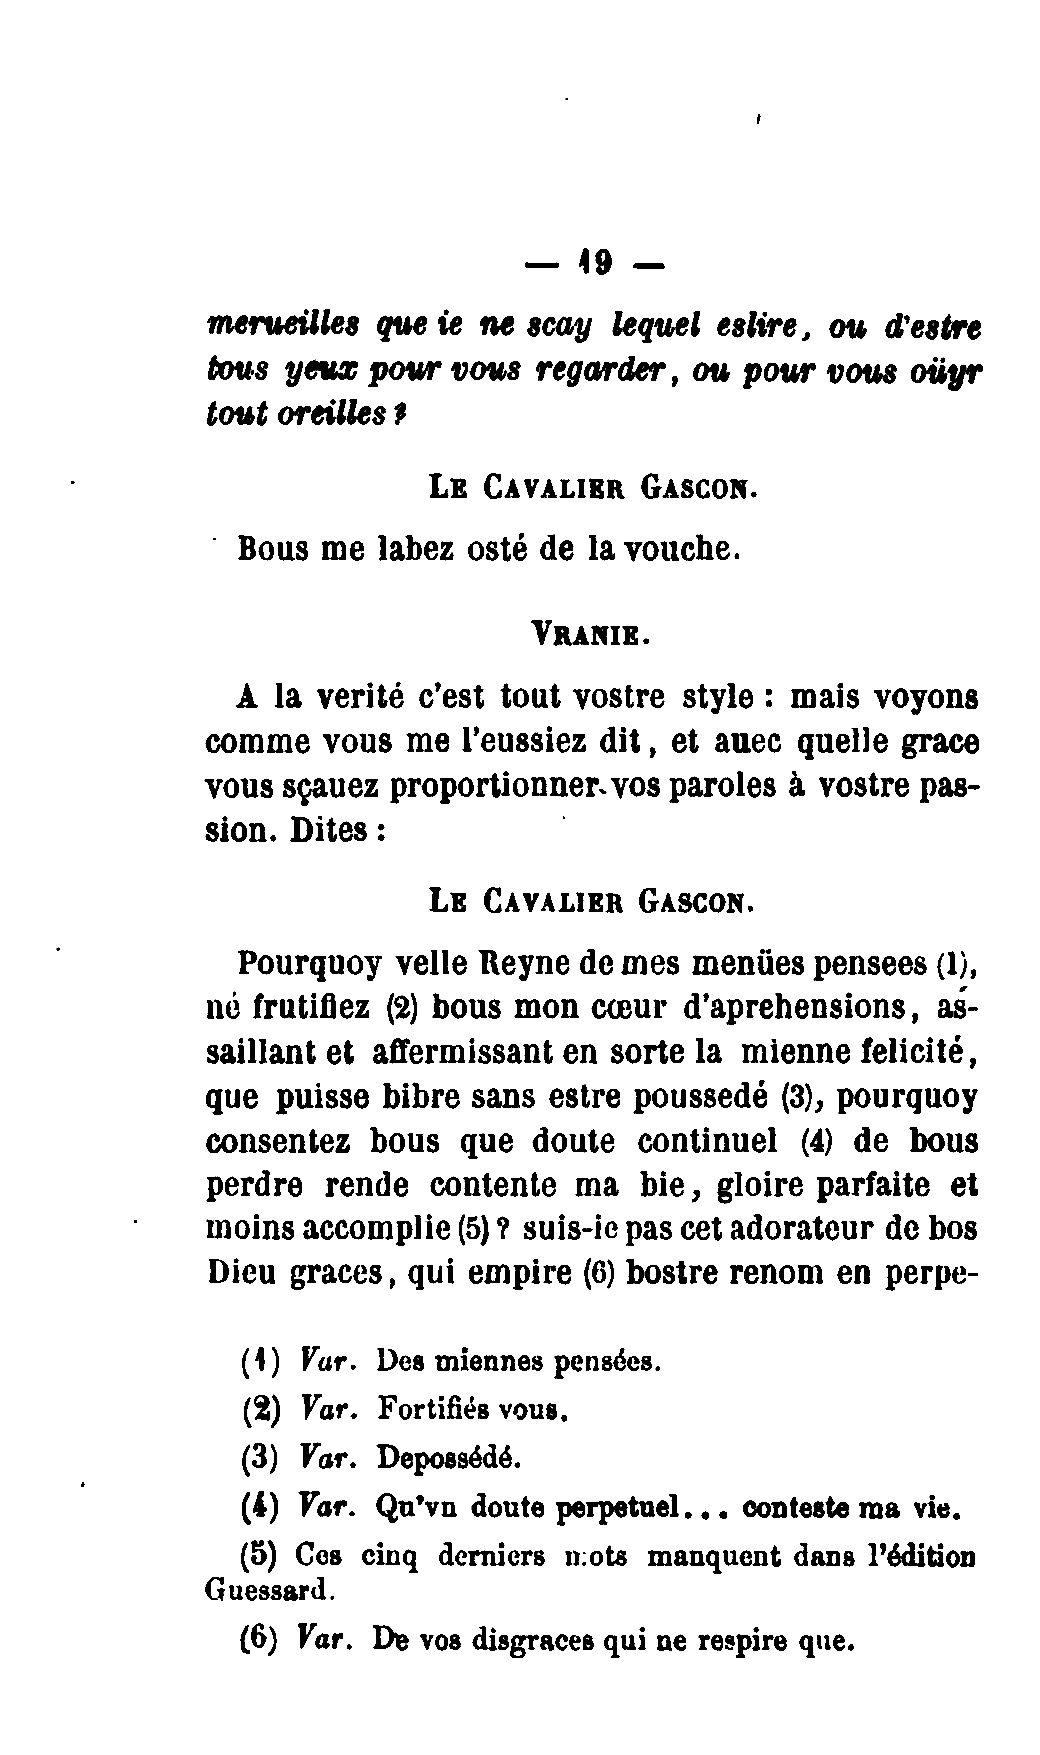 — 19 —
merueilles que ie ne scay lequel eslire, ou d'estre
tous yeux pour vous regarder, ou pour vous oüyr
tout oreilles ?
LE CAVALIER GASCON.
Bous me labez osté de la vouche.
VRANIE.
A la verité c'est tout vostre style : mais voyons
comme vous me l'eussiez dit, et auec quelle grace
vous sçauez proportionner vos paroles à vostre pas-
sion. Dites :
LE CAVALIER GASCON.
Pourquoy velle Reyne de mes menües pensees (1),
né frutifiez (2) bous mon cœur d'aprehensions, as-
saillant et affermissant en sorte la mienne felicité,
que puisse bibre sans estre poussedé (3), pourquoy
consentez bous que doute continuel (4) de bous
perdre rende contente ma bie, gloire parfaite et
moins accomplie (5) ? suis-ie pas cet adorateur de bos
Dieu graces, qui empire (6) bostre renom en perpe-
(1) Var. Des miennes pensées.
(2) Var. Fortifiés vous.
(3) Var. Depossédé.
(4) Var. Qu'vn doute perpetuel... conteste ma vie.
(5) Ces cinq derniers mots manquent dans l'édition
Guessard.
(6) Var. De vos disgraces qui ne respire que.